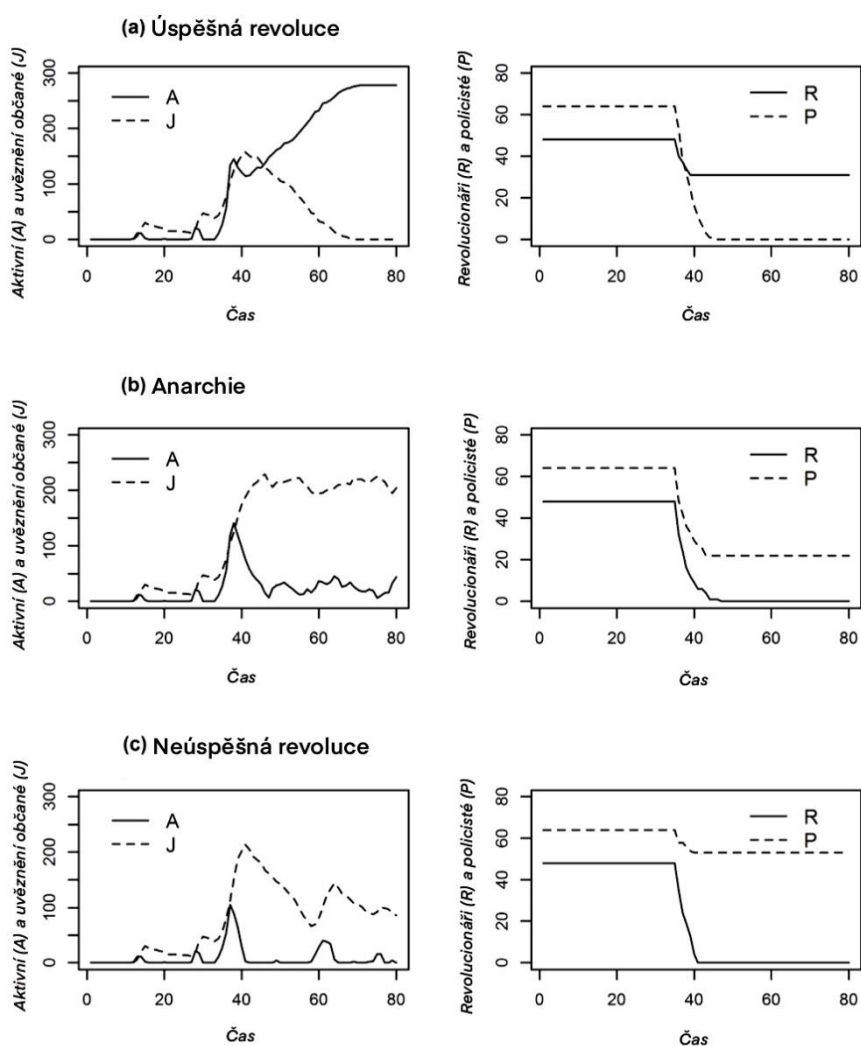 (a) Úspěšná revoluce
Aktivní (A) a uvěznění občané (J)
300
200
100
0
A
J
0 20 40 60 80
Čas
Revolucionáři (R) a policisté (P)
80
60
40
20
0
R
P
0 20 40 60 80
Čas
(b) Anarchie
Aktivní (A) a uvěznění občané (J)
300
200
100
0
A
J
0 20 40 60 80
Čas
Revolucionáři (R) a policisté (P)
80
60
40
20
0
R
P
0 20 40 60 80
Čas
(c) Neúspěšná revoluce
Aktivní (A) a uvěznění občané (J)
300
200
100
0
A
J
0 20 40 60 80
Čas
Revolucionáři (R) a policisté (P)
80
60
40
20
0
R
P
0 20 40 60 80
Čas